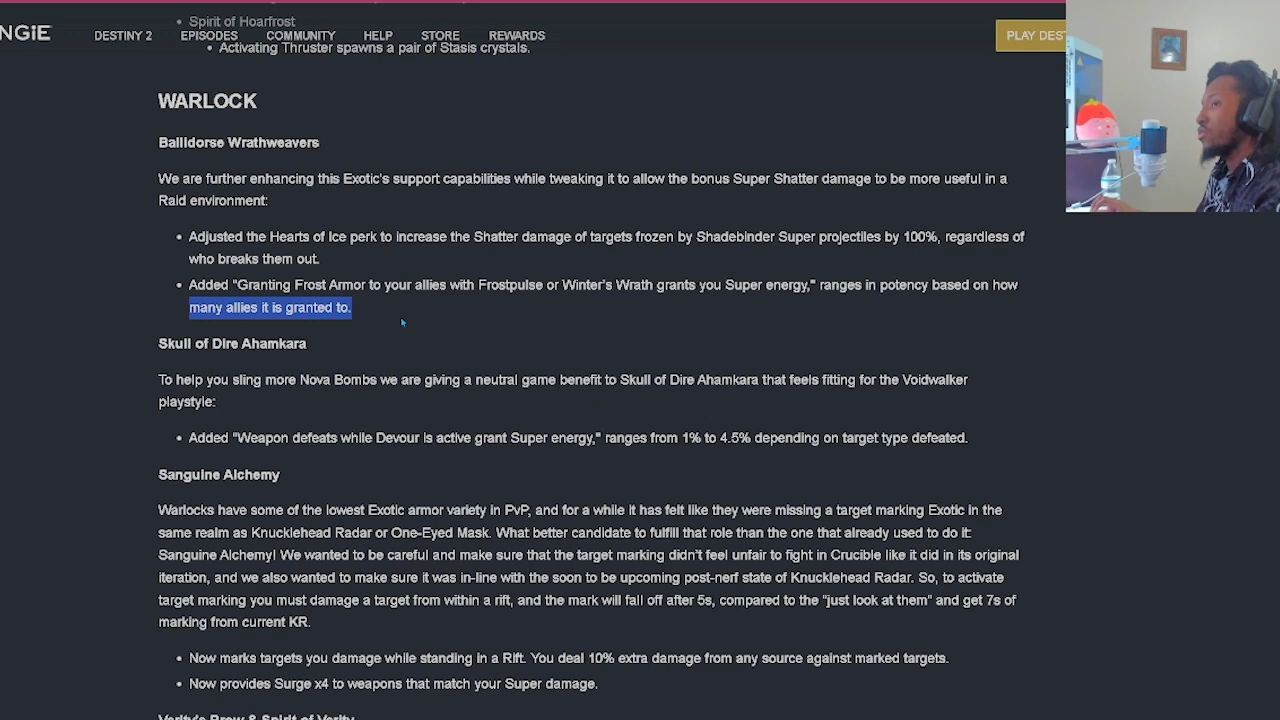 Spirit of Hoarfrost
NGiE
DESTINY 2
EPISODES
COMMUNITY
HELP
STORE
REWARDS
PLAY DEST
Activating Thruster spawns a pair of Stasis crystals.
WARLOCK
Ballidorse Wrathweavers
We are further enhancing this Exotic's support capabilities while tweaking it to allow the bonus Super Shatter damage to be more useful in a
Raid environment:
Adjusted the Hearts of Ice perk to increase the Shatter damage of targets frozen by Shadebinder Super projectiles by 100%, regardless of
who breaks them out.
Added "Granting Frost Armor to your allies with Frostpulse or Winter's Wrath grants you Super energy," ranges in potency based on how
many allies it is granted to.
Skull of Dire Ahamkara
To help you sling more Nova Bombs we are giving a neutral game benefit to Skull of Dire Ahamkara that feels fitting for the Voidwalker
playstyle:
Added "Weapon defeats while Devour is active grant Super energy," ranges from 1% to 4.5% depending on target type defeated.
Sanguine Alchemy
Warlocks have some of the lowest Exotic armor variety in PvP, and for a while it has felt like they were missing a target marking Exotic in the
same realm as Knucklehead Radar or One-Eyed Mask. What better candidate to fulfill that role than the one that already used to do it:
Sanguine Alchemy! We wanted to be careful and make sure that the target marking didn't feel unfair to fight in Crucible like it did in its original
iteration, and we also wanted to make sure it was in-line with the soon to be upcoming post-nerf state of Knucklehead Radar. So, to activate
target marking you must damage a target from within a rift, and the mark will fall off after 5s, compared to the "just look at them" and get 7s of
marking from current KR.
Now marks targets you damage while standing in a Rift. You deal 10% extra damage from any source against marked targets.
Now provides Surge x4 to weapons that match your Super damage.
Verity's Brow & Spirit of Verity